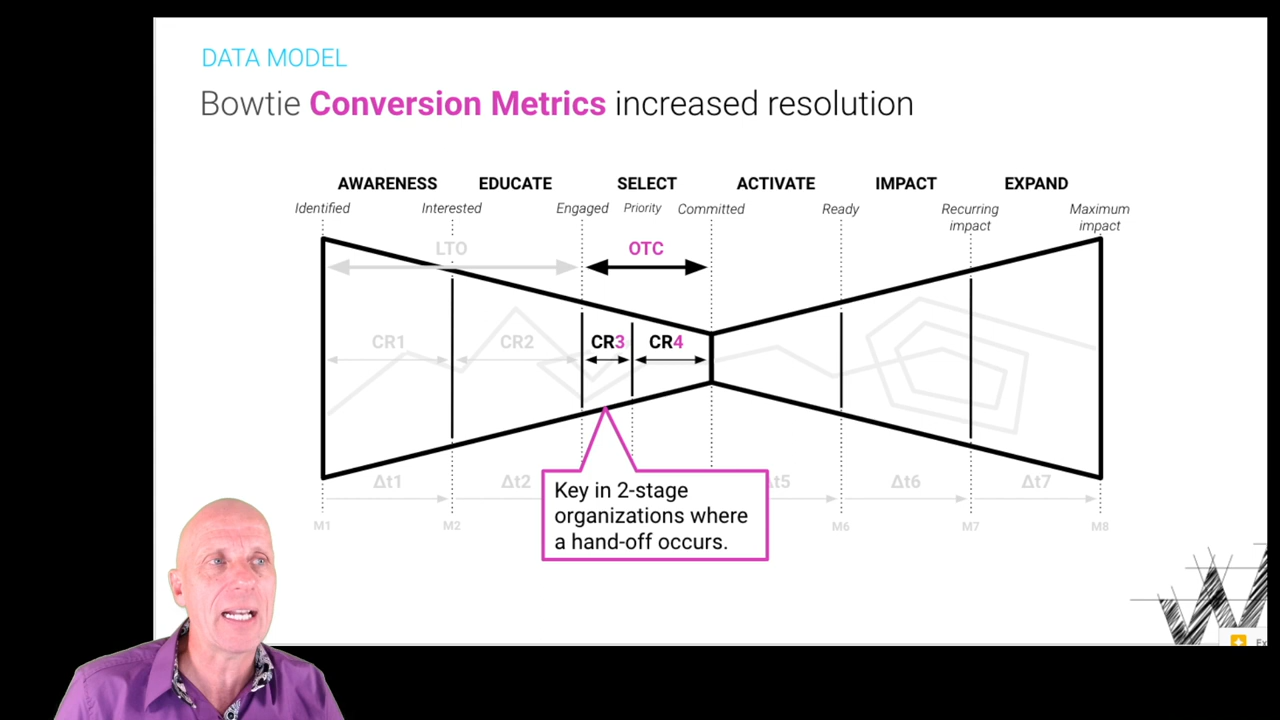 DATA MODEL
Bowtie Conversion Metrics increased resolution
AWARENESS EDUCATE SELECT ACTIVATE IMPACT EXPAND
Identified Interested Engaged Priority Committed Ready Recurring impact Maximum impact
LTO OTC
CR1 CR2 CR3 CR4
Δt1 Δt2 Δt6 Δt7
Key in 2-stage
organizations where
a hand-off occurs.
M1 M2 M6 M7 M8